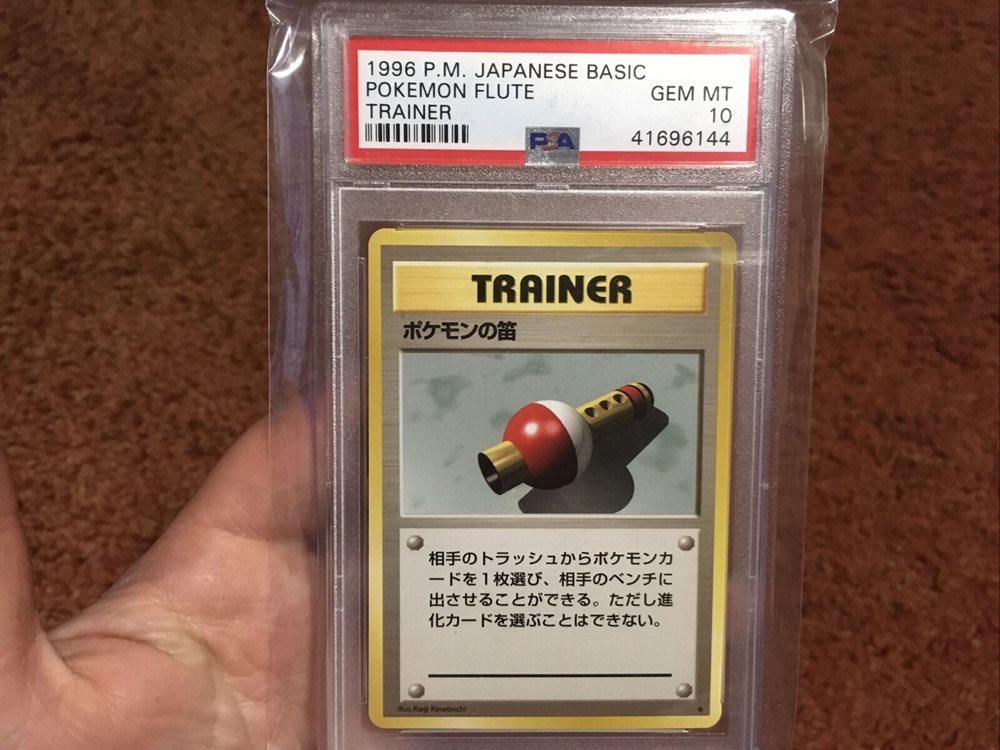 1996 P.M. JAPANESE BASIC
POKEMON FLUTE GEM MT
TRAINER 10
PSA 41696144
TRAINER
ポケモンの笛
相手のトラッシュからポケモンカ
ードを1枚選び、相手のベンチに
出させることができる。ただし進
化カードを選ぶことはできない。
Illus.Keiji Kinebuchi